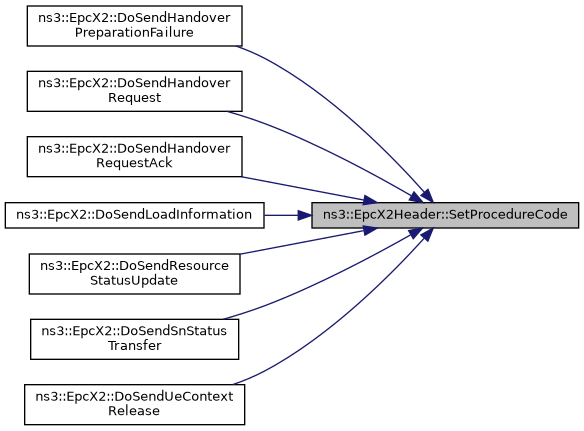 ns3::EpcX2::DoSendHandover
PreparationFailure
ns3::EpcX2::DoSendHandover
Request
ns3::EpcX2::DoSendHandover
RequestAck
ns3::EpcX2::DoSendLoadInformation
ns3::EpcX2Header::SetProcedureCode
ns3::EpcX2::DoSendResource
StatusUpdate
ns3::EpcX2::DoSendSnStatus
Transfer
ns3::EpcX2::DoSendUeContext
Release